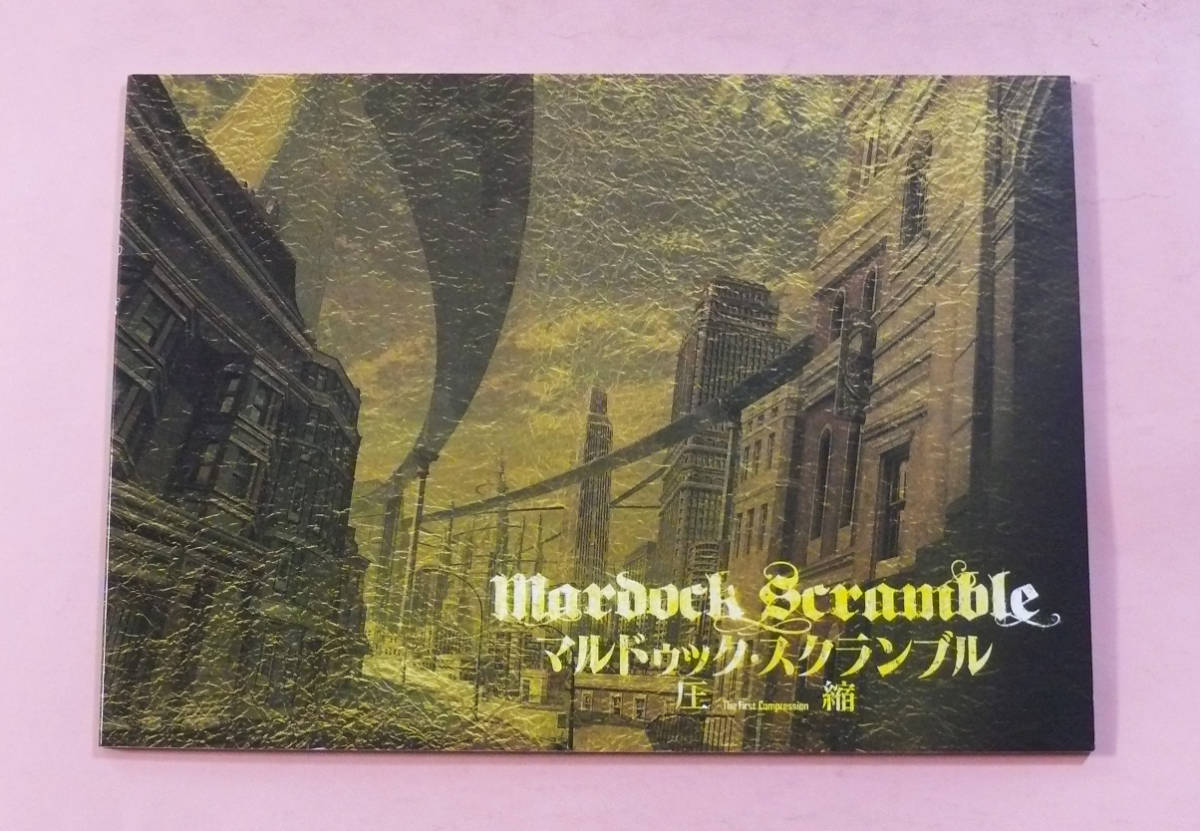 Mardock Scramble
マルドゥック・スクランブル
圧 The First Compression 縮